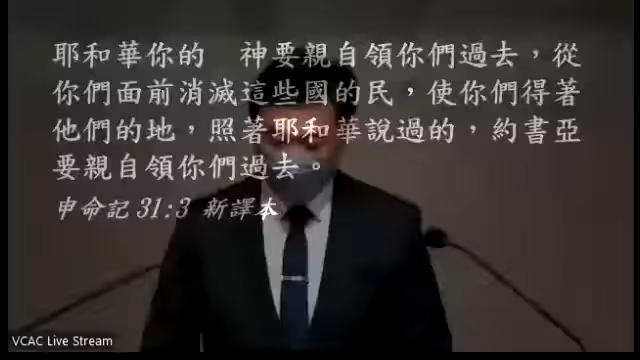 耶和華你的　神要親自領你們過去，從
你們面前消滅這些國的民，使你們得著
他們的地，照著耶和華說過的，約書亞
要親自領你們過去。
申命記 31:3 新譯本
VCAC Live Stream